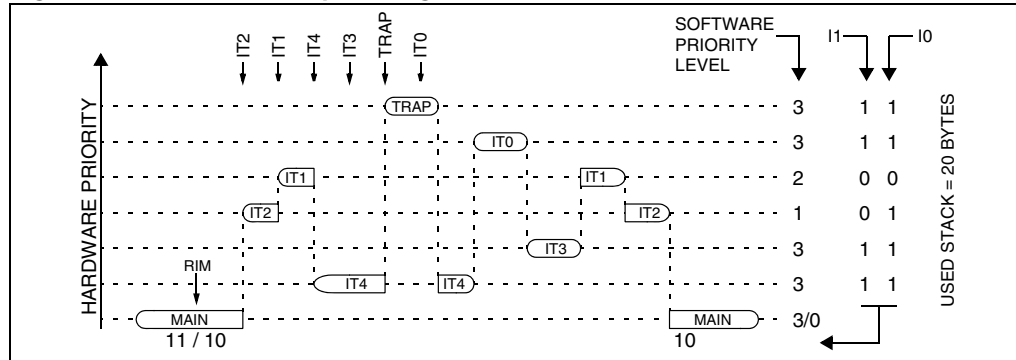 IT2
IT1
IT4
IT3
TRAP
IT0
SOFTWARE
PRIORITY
LEVEL
I1
I0
HARDWARE PRIORITY
USED STACK = 20 BYTES
TRAP
3
1 1
IT0
3
1 1
IT1
IT1
2
0 0
IT2
IT2
1
0 1
IT3
3
1 1
RIM
IT4
IT4
3
1 1
MAIN
MAIN
3/0
11 / 10
10